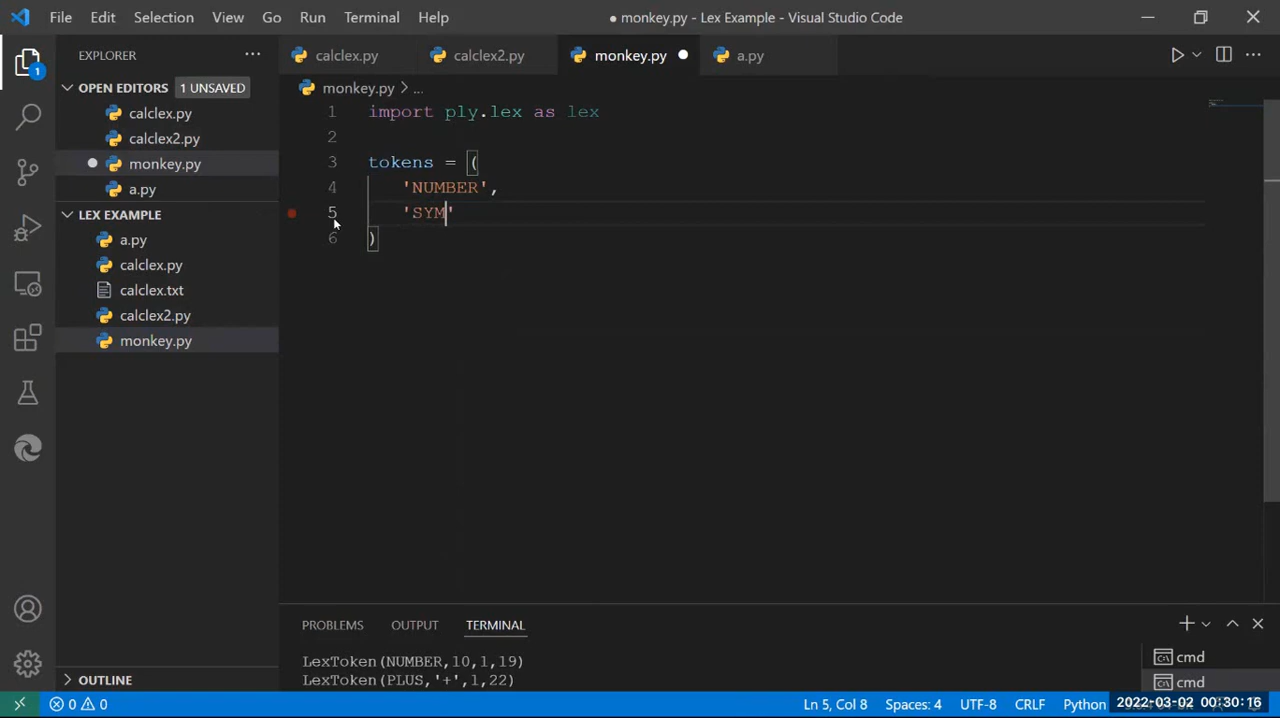 File Edit Selection View Go Run Terminal Help
● monkey.py - Lex Example - Visual Studio Code
EXPLORER
calclex.py
calclex2.py
monkey.py
a.py
OPEN EDITORS 1 UNSAVED
calclex.py
calclex2.py
monkey.py
a.py
LEX EXAMPLE
a.py
calclex.py
calclex.txt
calclex2.py
monkey.py
OUTLINE
1
monkey.py > ...
1 import ply.lex as lex
2
3 tokens = (
4 'NUMBER',
5 'SYM'
6 )
PROBLEMS OUTPUT TERMINAL
LexToken(NUMBER,10,1,19)
LexToken(PLUS,'+',1,22)
cmd
cmd
0 0
Ln 5, Col 8 Spaces: 4 UTF-8 CRLF Python 2022-03-02 00:30:16